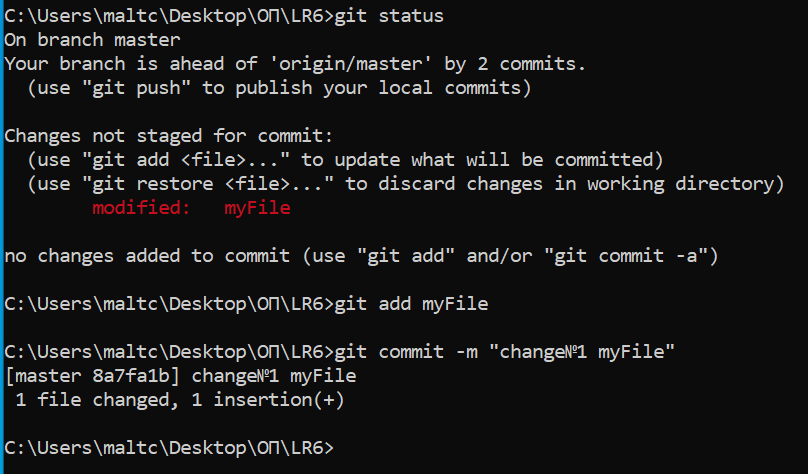 C:\Users\maltc\Desktop\ОП\LR6>git status
On branch master
Your branch is ahead of 'origin/master' by 2 commits.
  (use "git push" to publish your local commits)

Changes not staged for commit:
  (use "git add <file>..." to update what will be committed)
  (use "git restore <file>..." to discard changes in working directory)
        modified:   myFile

no changes added to commit (use "git add" and/or "git commit -a")

C:\Users\maltc\Desktop\ОП\LR6>git add myFile

C:\Users\maltc\Desktop\ОП\LR6>git commit -m "change№1 myFile"
[master 8a7fa1b] change№1 myFile
 1 file changed, 1 insertion(+)

C:\Users\maltc\Desktop\ОП\LR6>